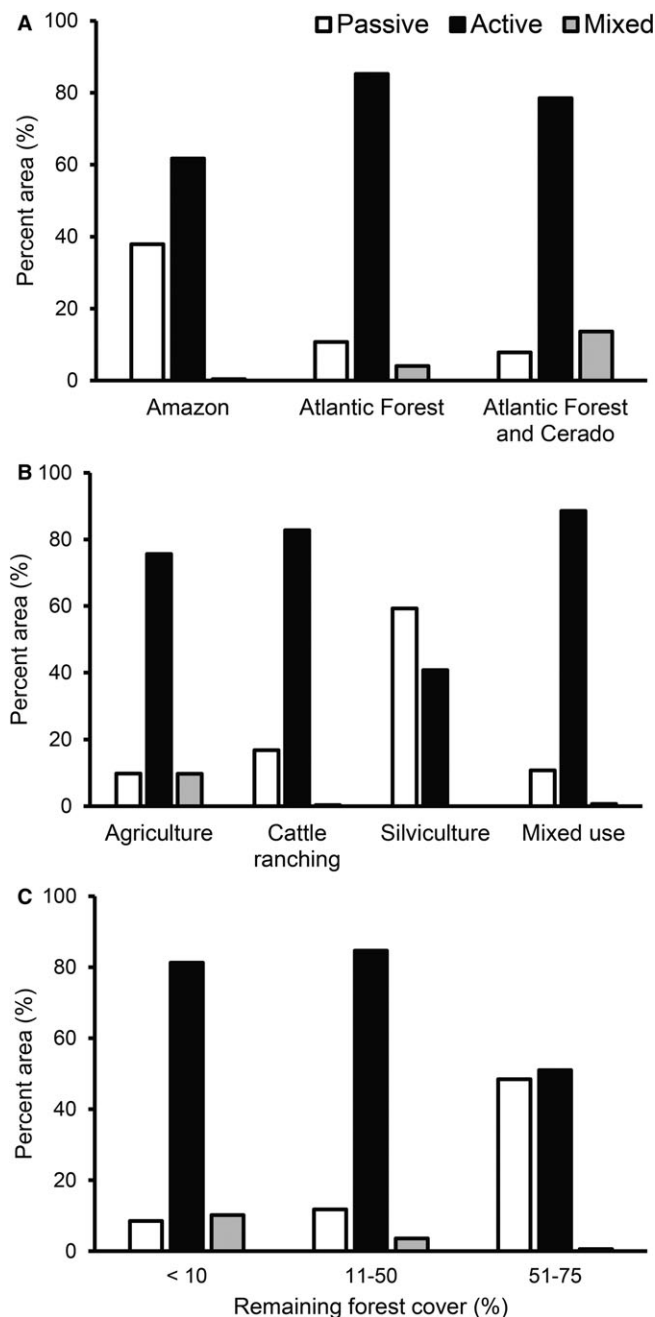 A
Passive Active Mixed
100
80
60
40
20
0
Percent area (%)
Amazon Atlantic Forest Atlantic Forest
and Cerado
B
100
80
60
40
20
0
Percent area (%)
Agriculture Cattle Silviculture Mixed use
ranching
C
100
80
60
40
20
0
Percent area (%)
< 10 11-50 51-75
Remaining forest cover (%)